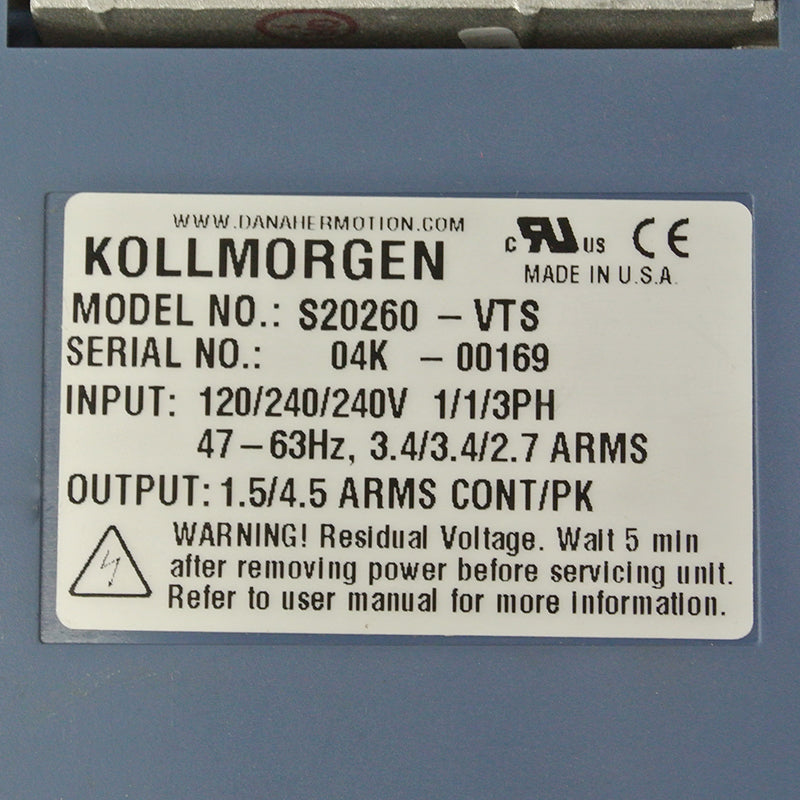 WWW.DANAHERMOTION.COM
KOLLMORGEN
c RU US CE
MADE IN U.S.A.
MODEL NO.: S20260 – VTS
SERIAL NO.: 04K – 00169
INPUT: 120/240/240V 1/1/3PH
47 – 63Hz, 3.4/3.4/2.7 ARMS
OUTPUT: 1.5/4.5 ARMS CONT/PK
WARNING! Residual Voltage. Wait 5 min
after removing power before servicing unit.
Refer to user manual for more information.